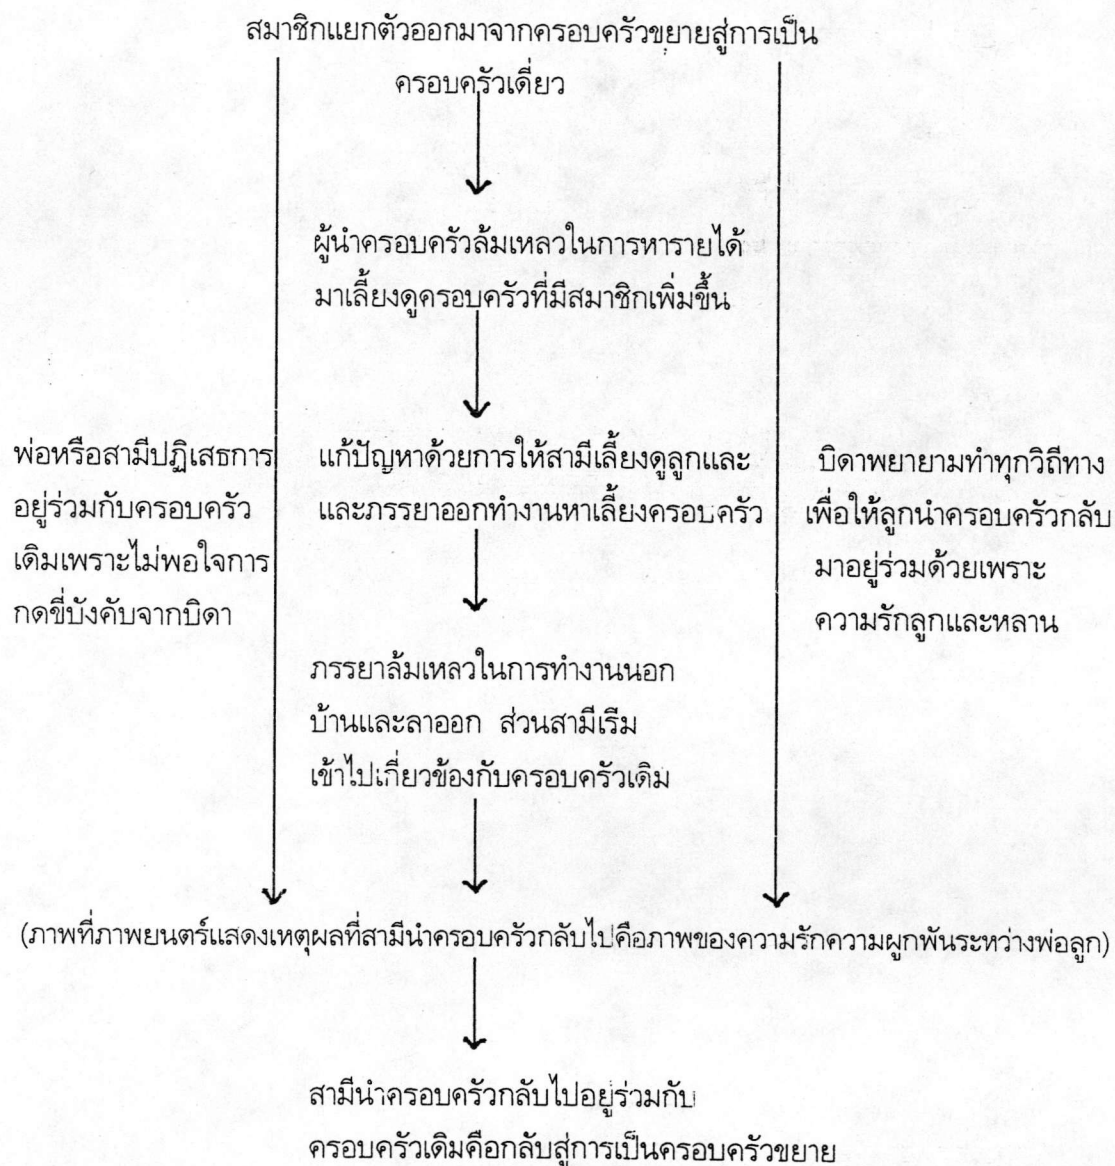 สมาชิกแยกตัวออกมาจากครอบครัวขยายสู่การเป็น
ครอบครัวเดี่ยว
ผู้นำครอบครัวล้มเหลวในการหารายได้
มาเลี้ยงดูครอบครัวที่มีสมาชิกเพิ่มขึ้น
พ่อหรือสามีปฏิเสธการ
อยู่ร่วมกับครอบครัว
เดิมเพราะไม่พอใจการ
กดขี่บังคับจากบิดา
แก้ปัญหาด้วยการให้สามีเลี้ยงดูลูกและ
และภรรยาออกทำงานหาเลี้ยงครอบครัว
บิดาพยายามทำทุกวิถีทาง
เพื่อให้ลูกนำครอบครัวกลับ
มาอยู่ร่วมด้วยเพราะ
ความรักลูกและหลาน
ภรรยาล้มเหลวในการทำงานนอก
บ้านและลาออก ส่วนสามีเริ่ม
เข้าไปเกี่ยวข้องกับครอบครัวเดิม
(ภาพที่ภาพยนตร์แสดงเหตุผลที่สามีนำครอบครัวกลับไปคือภาพของความรักความผูกพันระหว่างพ่อลูก)
สามีนำครอบครัวกลับไปอยู่ร่วมกับ
ครอบครัวเดิมคือกลับสู่การเป็นครอบครัวขยาย